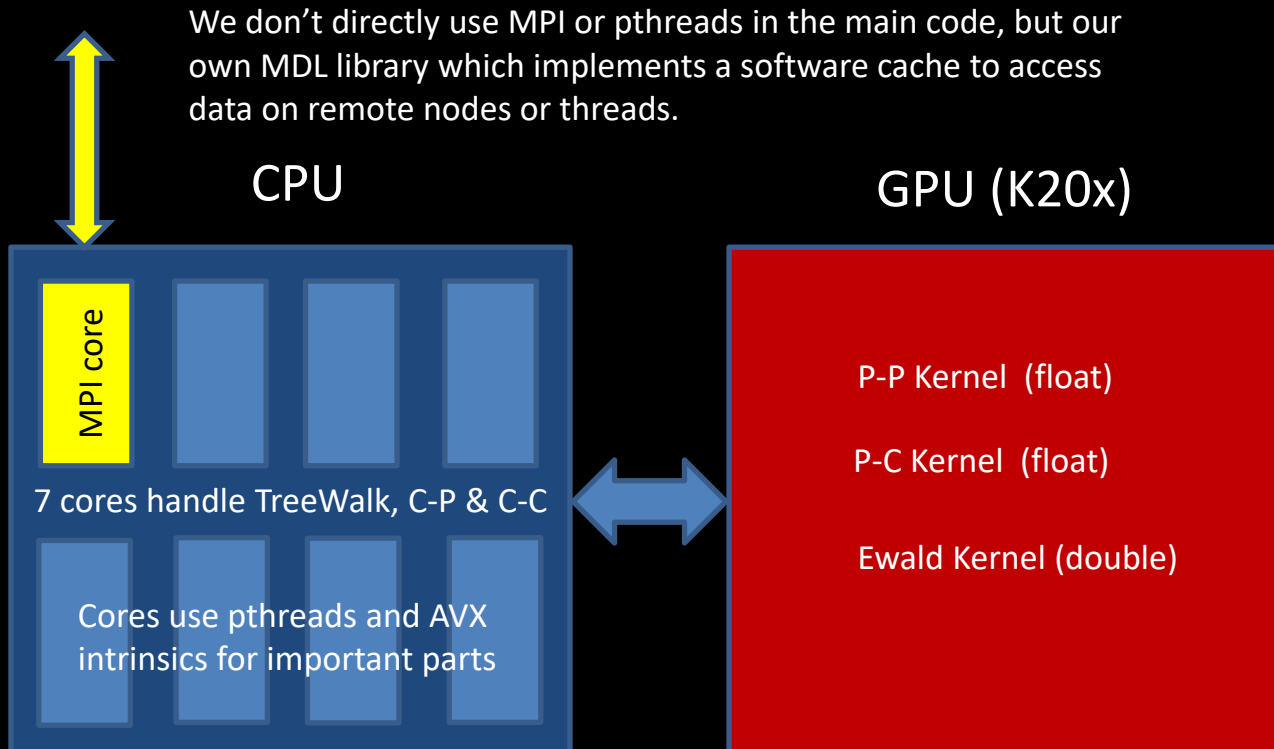 We don’t directly use MPI or pthreads in the main code, but our
own MDL library which implements a software cache to access
data on remote nodes or threads.
CPU
GPU (K20x)
MPI core
7 cores handle TreeWalk, C-P & C-C
Cores use pthreads and AVX
intrinsics for important parts
P-P Kernel (float)
P-C Kernel (float)
Ewald Kernel (double)